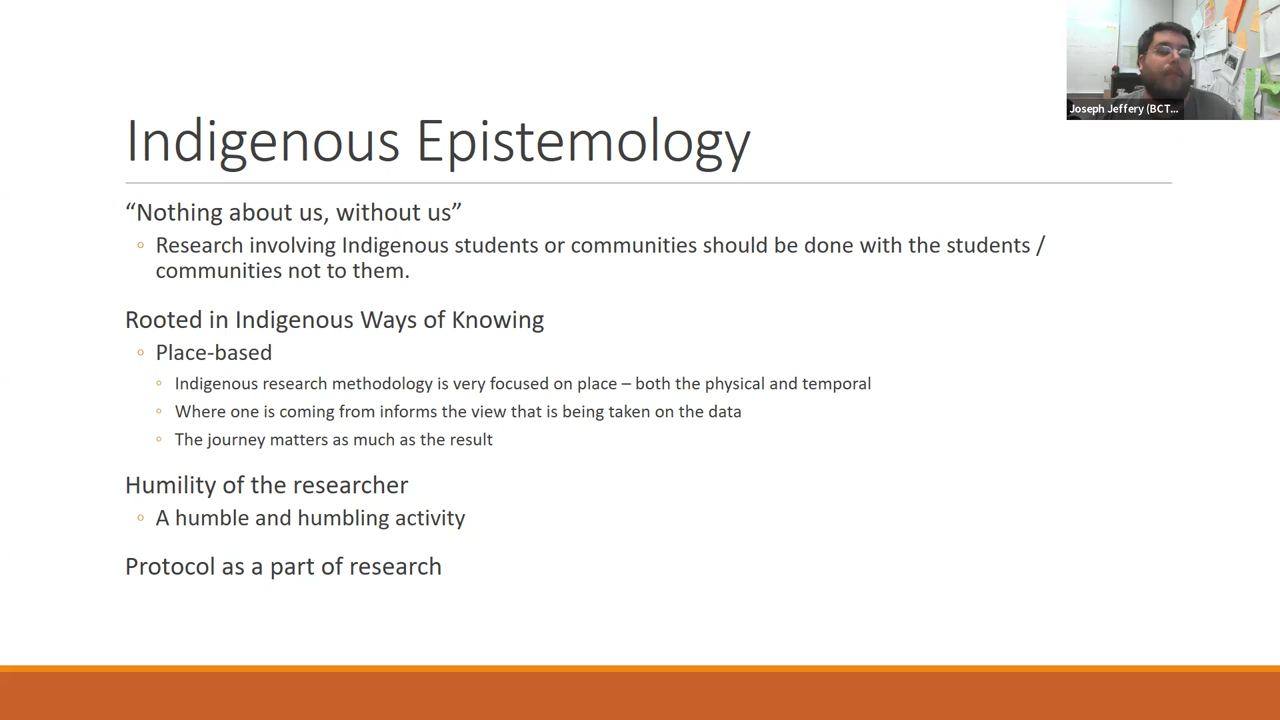 Joseph Jeffery (BCT...
Indigenous Epistemology
“Nothing about us, without us”
◦ Research involving Indigenous students or communities should be done with the students /
communities not to them.
Rooted in Indigenous Ways of Knowing
◦ Place-based
◦ Indigenous research methodology is very focused on place – both the physical and temporal
◦ Where one is coming from informs the view that is being taken on the data
◦ The journey matters as much as the result
Humility of the researcher
◦ A humble and humbling activity
Protocol as a part of research